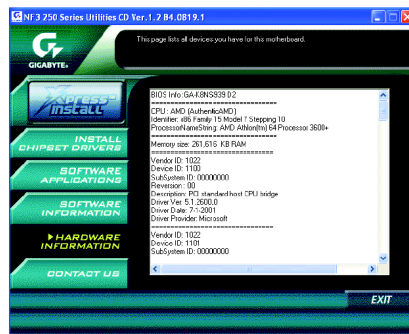 NF3 250 Series Utilities CD Ver.1.2 B4.0819.1
GIGABYTE
This page lists all devices you have for this motherboard.
Xpress-
Install
INSTALL
CHIPSET DRIVERS
SOFTWARE
APPLICATIONS
SOFTWARE
INFORMATION
HARDWARE
INFORMATION
CONTACT US
BIOS Info:GA-K8NS939 D2
==================================
CPU : AMD (AuthenticAMD)
Identifier: x86 Family 15 Model 7 Stepping 10
ProcessorNameString: AMD Athlon(tm) 64 Processor 3600+
==================================
Memory size: 261,616 KB RAM
==================================
Vendor ID: 1022
Device ID: 1100
SubSystem ID: 00000000
Reversion : 00
Description: PCI standard host CPU bridge
Driver Ver: 5.1.2600.0
Driver Date: 7-1-2001
Driver Provider: Microsoft
==================================
Vendor ID: 1022
Device ID: 1101
SubSystem ID: 00000000
EXIT